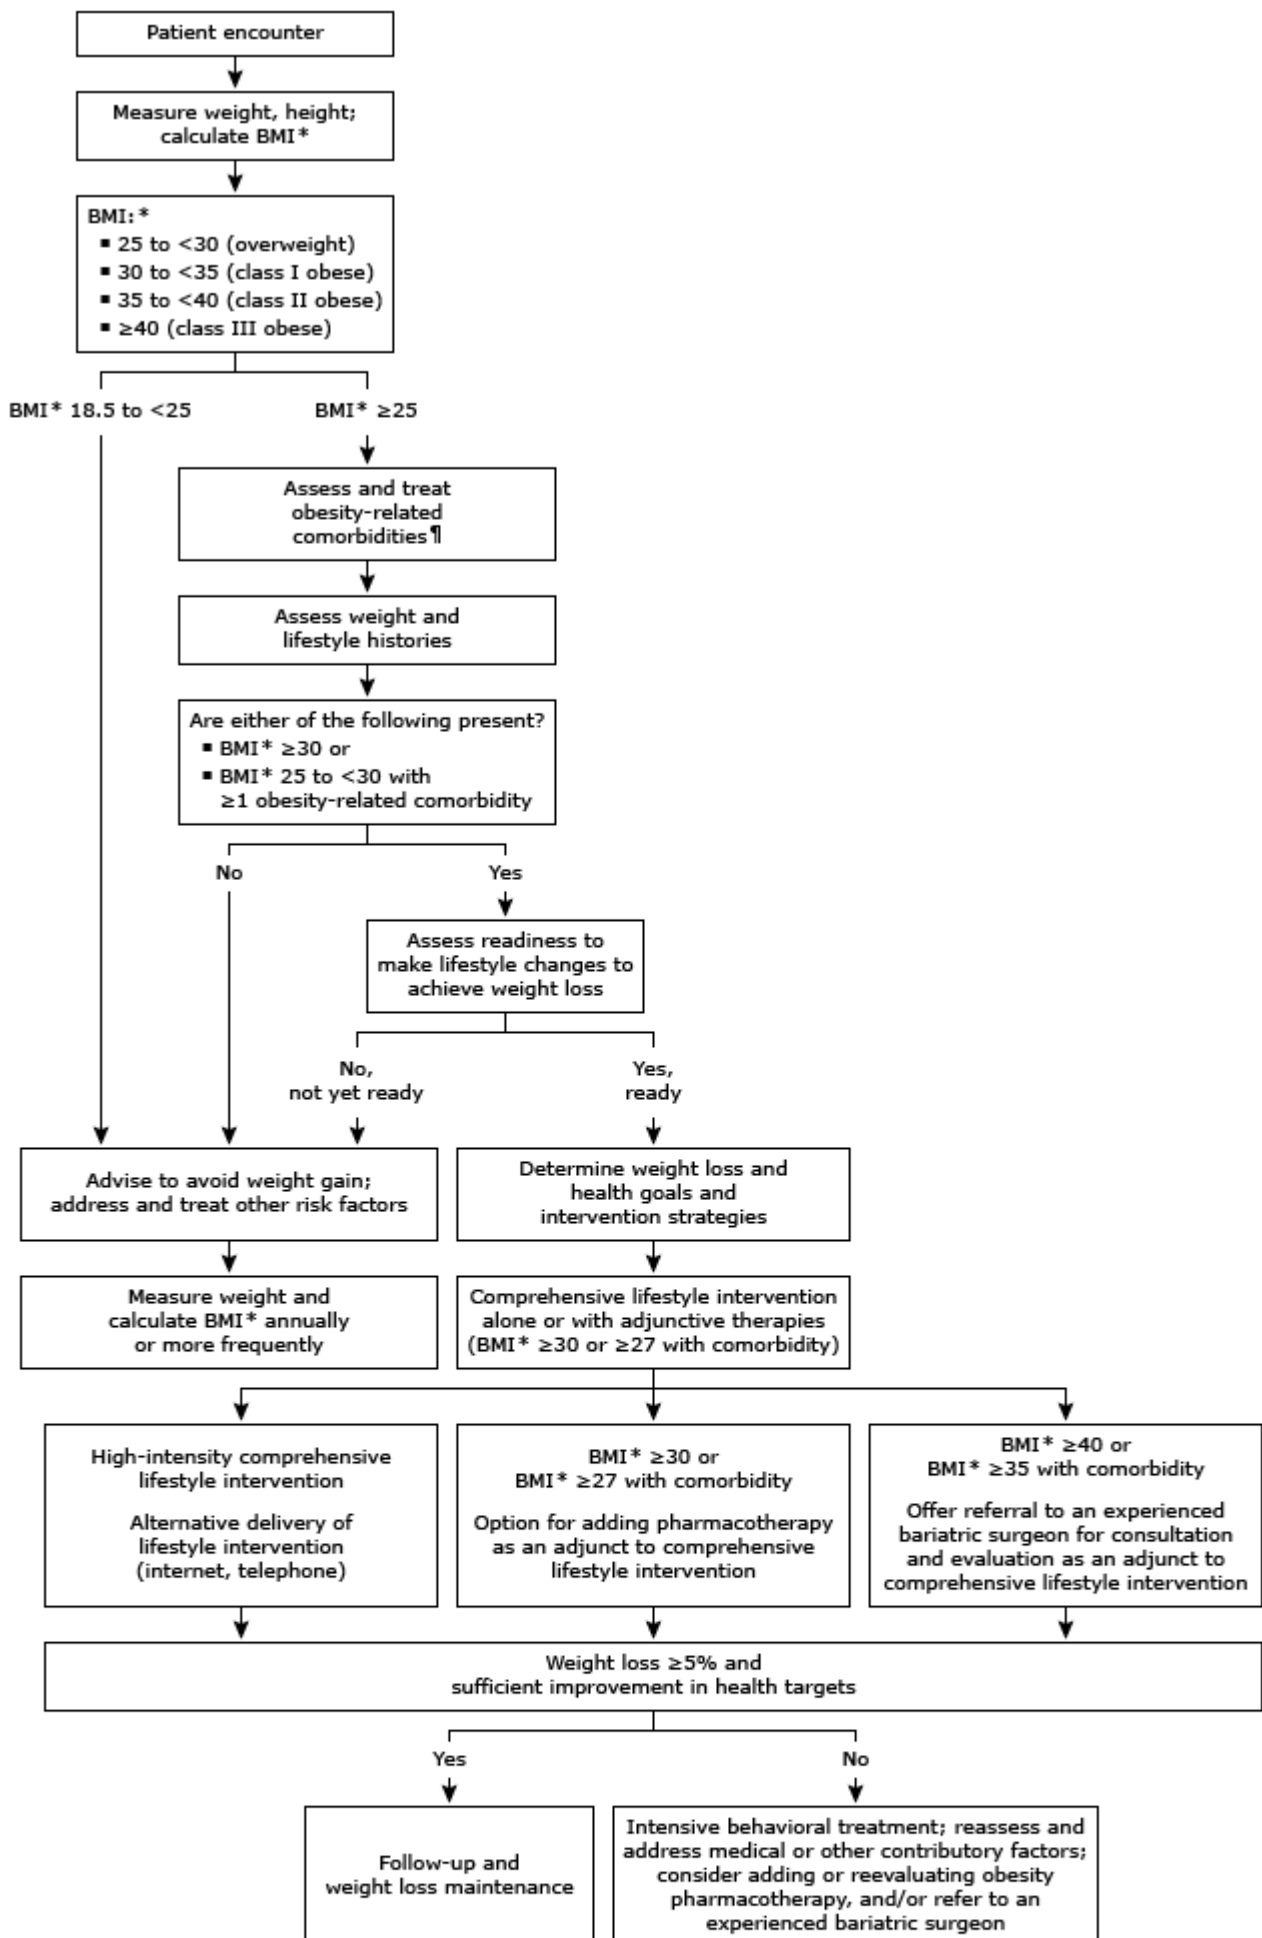 Patient encounter
Measure weight, height;
calculate BMI*
BMI:*
▪ 25 to <30 (overweight)
▪ 30 to <35 (class I obese)
▪ 35 to <40 (class II obese)
▪ ≥40 (class III obese)
BMI* 18.5 to <25
BMI* ≥25
Assess and treat
obesity-related
comorbidities¶
Assess weight and
lifestyle histories
Are either of the following present?
▪ BMI* ≥30 or
▪ BMI* 25 to <30 with
≥1 obesity-related comorbidity
No
Yes
Assess readiness to
make lifestyle changes to
achieve weight loss
No,
not yet ready
Yes,
ready
Advise to avoid weight gain;
address and treat other risk factors
Determine weight loss and
health goals and
intervention strategies
Measure weight and
calculate BMI* annually
or more frequently
Comprehensive lifestyle intervention
alone or with adjunctive therapies
(BMI* ≥30 or ≥27 with comorbidity)
High-intensity comprehensive
lifestyle intervention
Alternative delivery of
lifestyle intervention
(internet, telephone)
BMI* ≥30 or
BMI* ≥27 with comorbidity
Option for adding pharmacotherapy
as an adjunct to comprehensive
lifestyle intervention
BMI* ≥40 or
BMI* ≥35 with comorbidity
Offer referral to an experienced
bariatric surgeon for consultation
and evaluation as an adjunct to
comprehensive lifestyle intervention
Weight loss ≥5% and
sufficient improvement in health targets
Yes
No
Follow-up and
weight loss maintenance
Intensive behavioral treatment; reassess and
address medical or other contributory factors;
consider adding or reevaluating obesity
pharmacotherapy, and/or refer to an
experienced bariatric surgeon